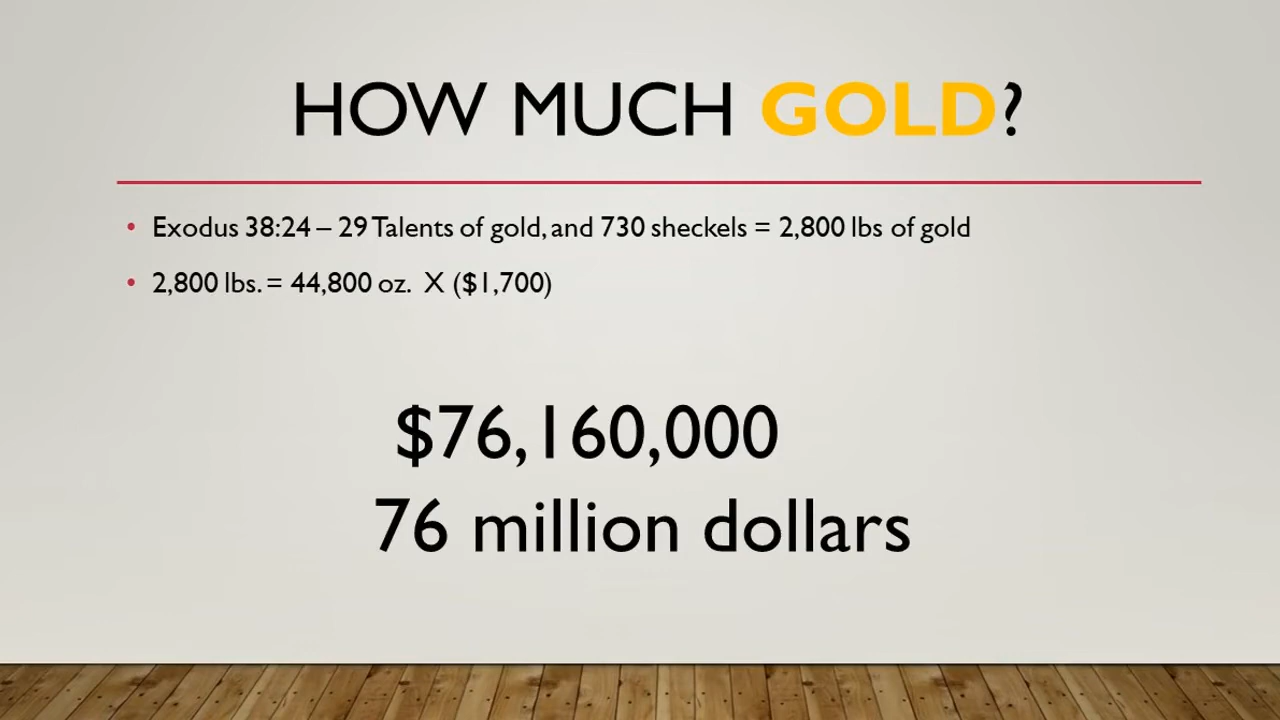 HOW MUCH GOLD?
• Exodus 38:24 – 29 Talents of gold, and 730 sheckels = 2,800 lbs of gold
• 2,800 lbs. = 44,800 oz. X ($1,700)
$76,160,000
76 million dollars